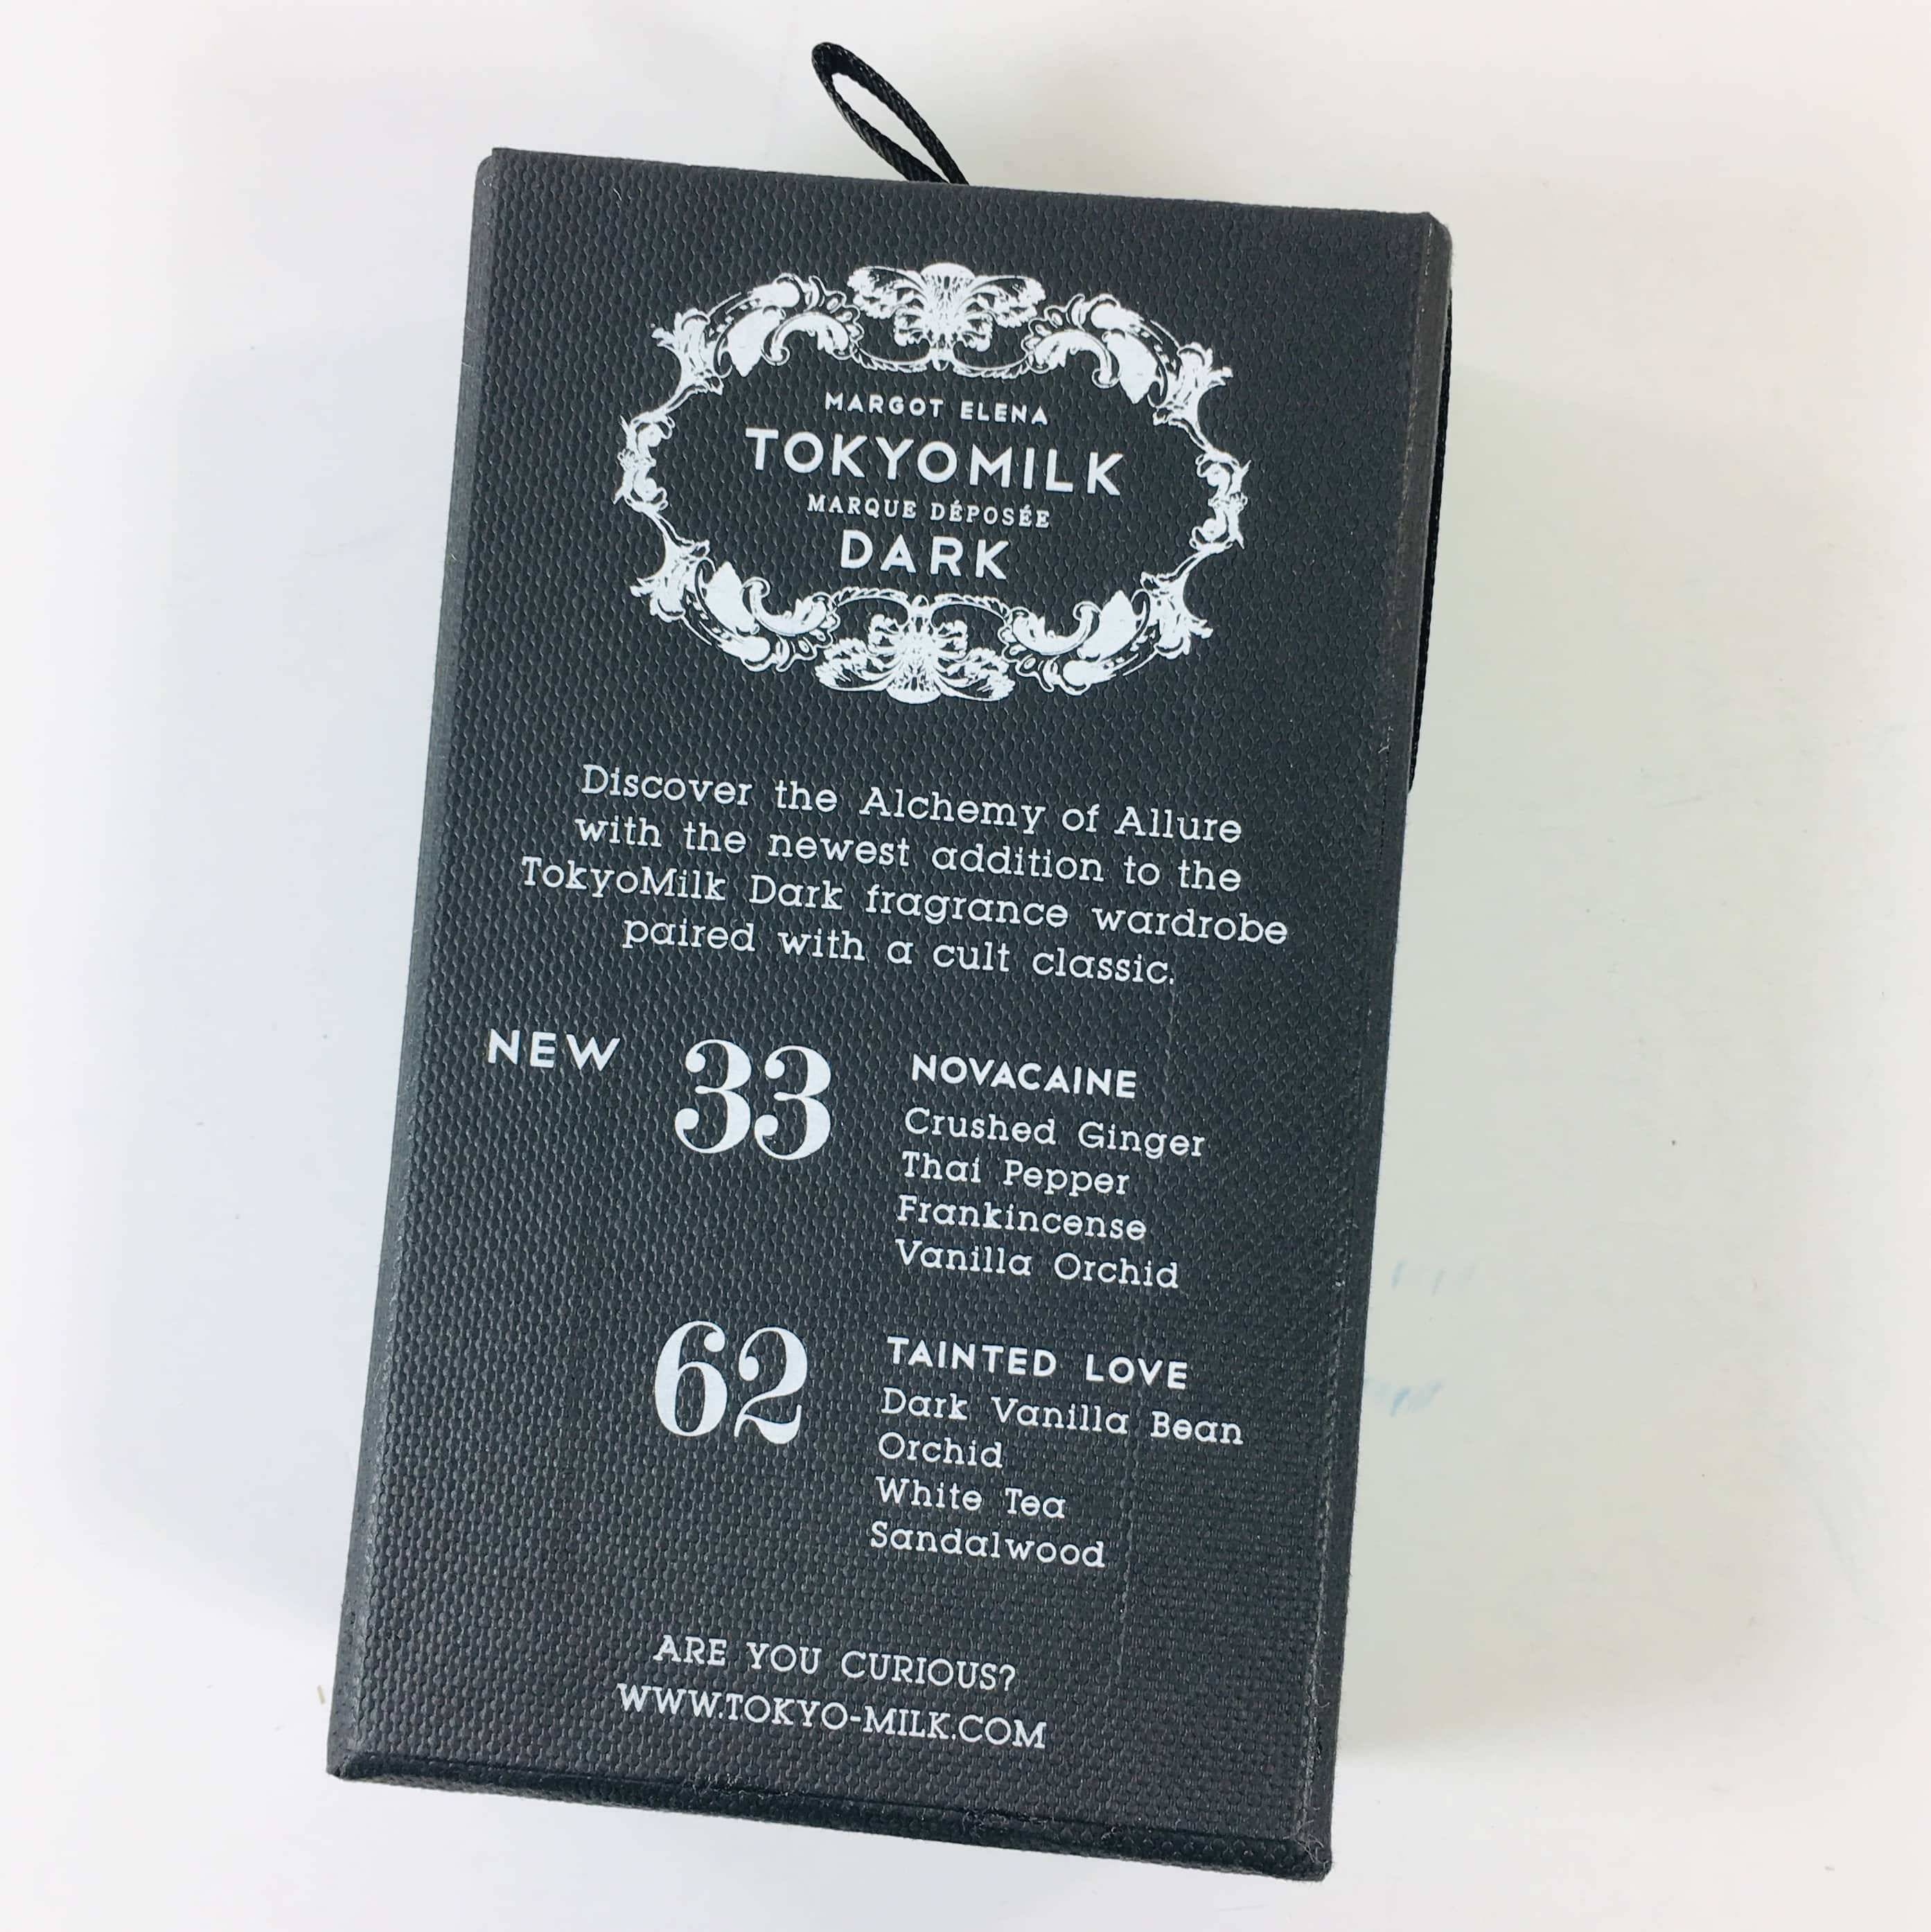 MARGOT ELENA
TOKYOMILK
MARQUE DÉPOSÉE
DARK
Discover the Alchemy of Allure
with the newest addition to the
TokyoMilk Dark fragrance wardrobe
paired with a cult classic.
NEW 33 NOVACAINE
Crushed Ginger
Thai Pepper
Frankincense
Vanilla Orchid
62 TAINTED LOVE
Dark Vanilla Bean
Orchid
White Tea
Sandalwood
ARE YOU CURIOUS?
WWW.TOKYO-MILK.COM